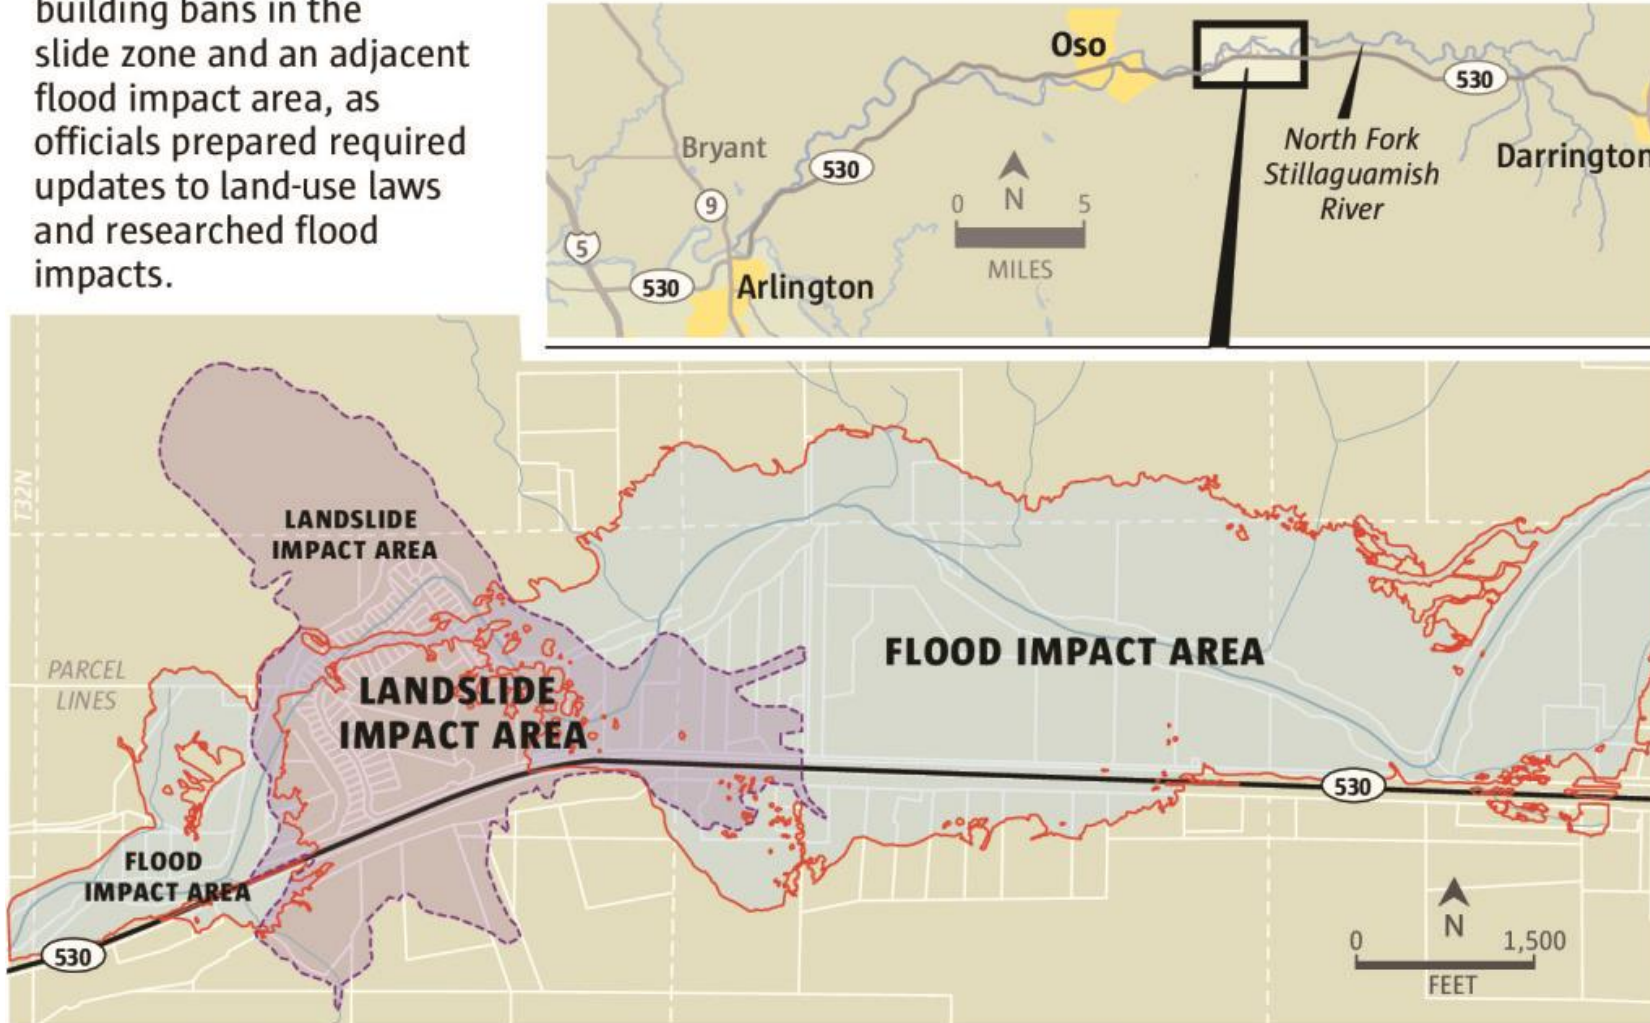 building bans in the
slide zone and an adjacent
flood impact area, as
officials prepared required
updates to land-use laws
and researched flood
impacts.
Oso
530
Bryant
530
North Fork
Stillaguamish
River
Darrington
9
0 N 5
MILES
5
530
Arlington
T32N
LANDSLIDE
IMPACT AREA
PARCEL
LINES
LANDSLIDE
IMPACT AREA
FLOOD IMPACT AREA
530
FLOOD
IMPACT AREA
530
N
0 1,500
FEET